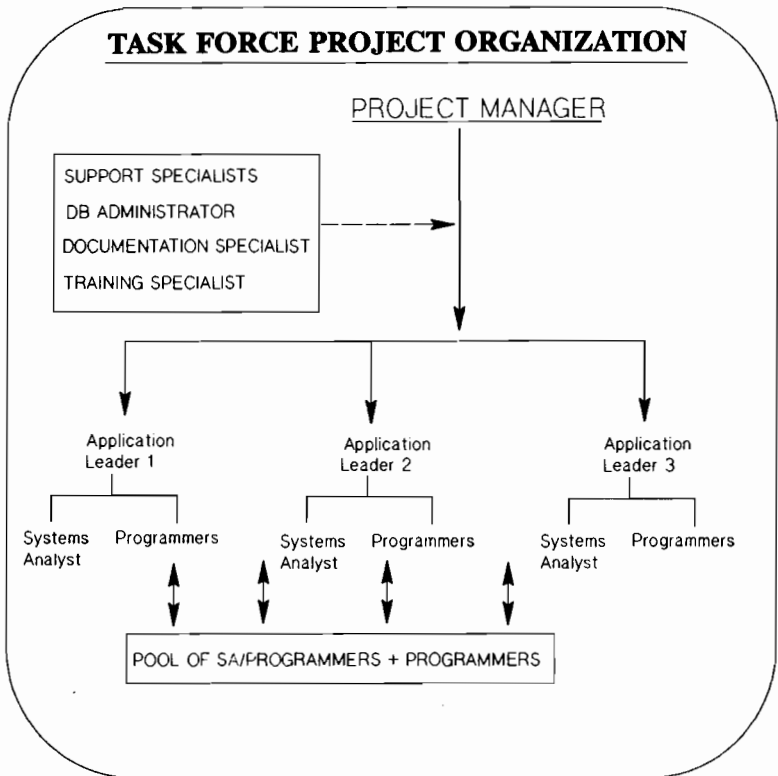 TASK FORCE PROJECT ORGANIZATION
PROJECT MANAGER
SUPPORT SPECIALISTS
DB ADMINISTRATOR
DOCUMENTATION SPECIALIST
TRAINING SPECIALIST
Application
Leader 1
Application
Leader 2
Application
Leader 3
Systems
Analyst
Programmers
Systems
Analyst
Programmers
Systems
Analyst
Programmers
POOL OF SA/PROGRAMMERS + PROGRAMMERS